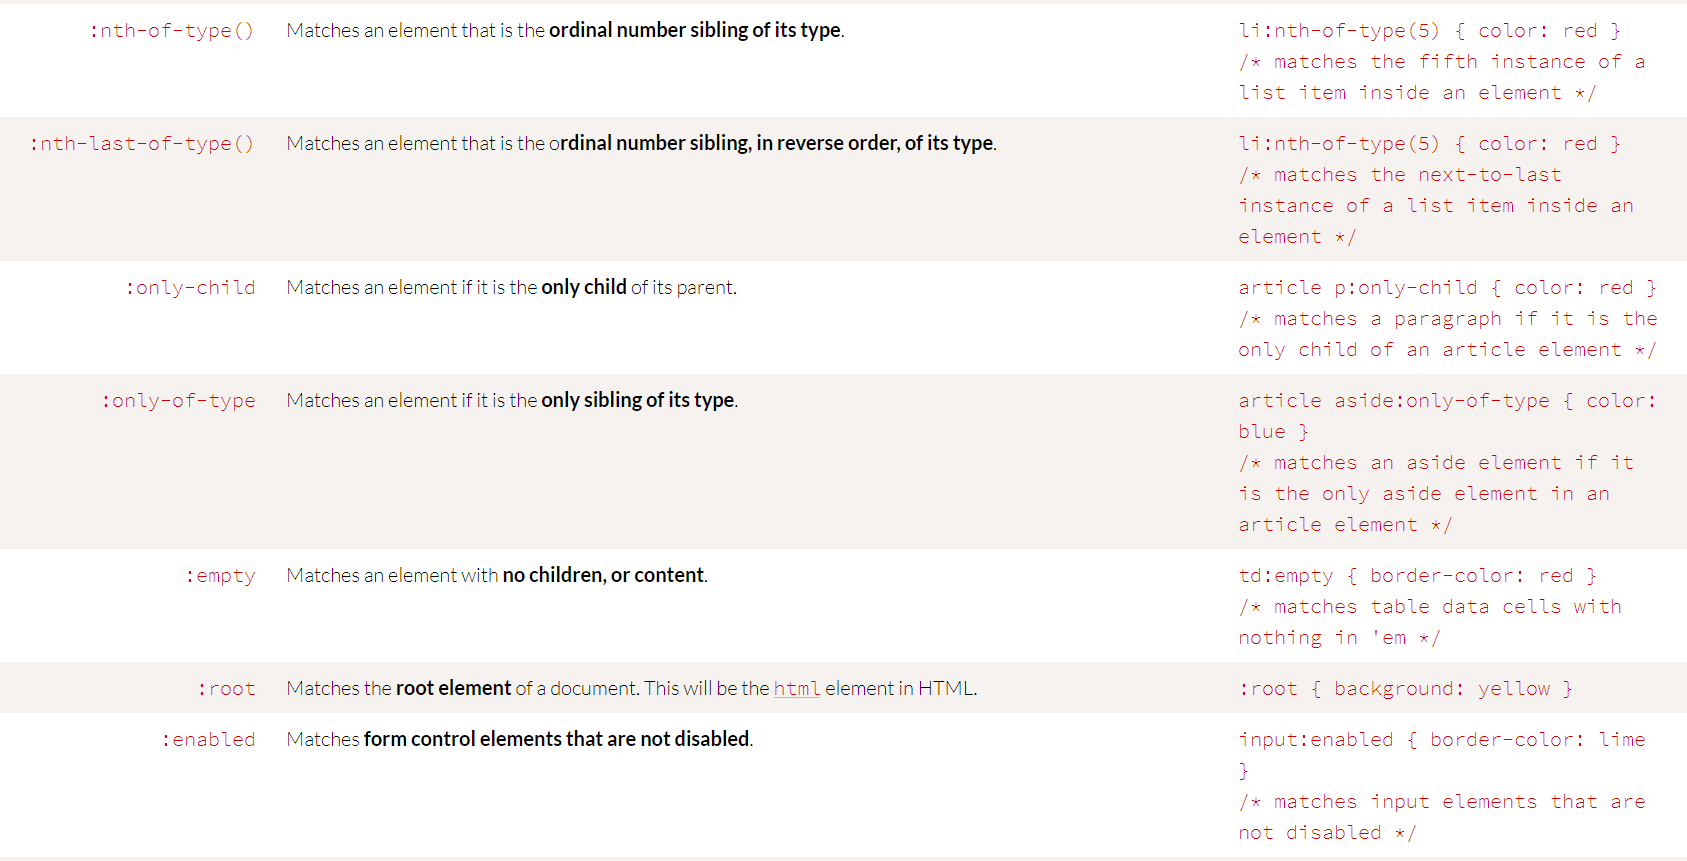 :nth-of-type() Matches an element that is the ordinal number sibling of its type. li:nth-of-type(5) { color: red }
/* matches the fifth instance of a
list item inside an element */
:nth-last-of-type() Matches an element that is the ordinal number sibling, in reverse order, of its type. li:nth-of-type(5) { color: red }
/* matches the next-to-last
instance of a list item inside an
element */
:only-child Matches an element if it is the only child of its parent. article p:only-child { color: red }
/* matches a paragraph if it is the
only child of an article element */
:only-of-type Matches an element if it is the only sibling of its type. article aside:only-of-type { color:
blue }
/* matches an aside element if it
is the only aside element in an
article element */
:empty Matches an element with no children, or content. td:empty { border-color: red }
/* matches table data cells with
nothing in 'em */
:root Matches the root element of a document. This will be the html element in HTML. :root { background: yellow }
:enabled Matches form control elements that are not disabled. input:enabled { border-color: lime
}
/* matches input elements that are
not disabled */